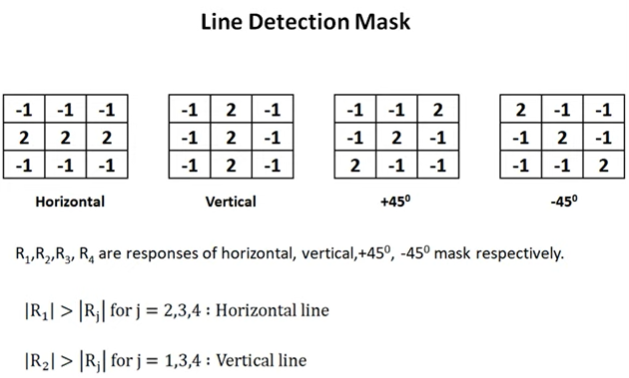 Line Detection Mask
-1 -1 -1 -1 2 -1 -1 -1 2 2 -1 -1
2 2 2 -1 2 -1 -1 2 -1 -1 2 -1
-1 -1 -1 -1 2 -1 2 -1 -1 -1 -1 2
Horizontal Vertical +45⁰ -45⁰
R₁,R₂,R₃, R₄ are responses of horizontal, vertical,+45⁰, -45⁰ mask respectively.
|R₁| > |Rⱼ| for j = 2,3,4 : Horizontal line
|R₂| > |Rⱼ| for j = 1,3,4 : Vertical line